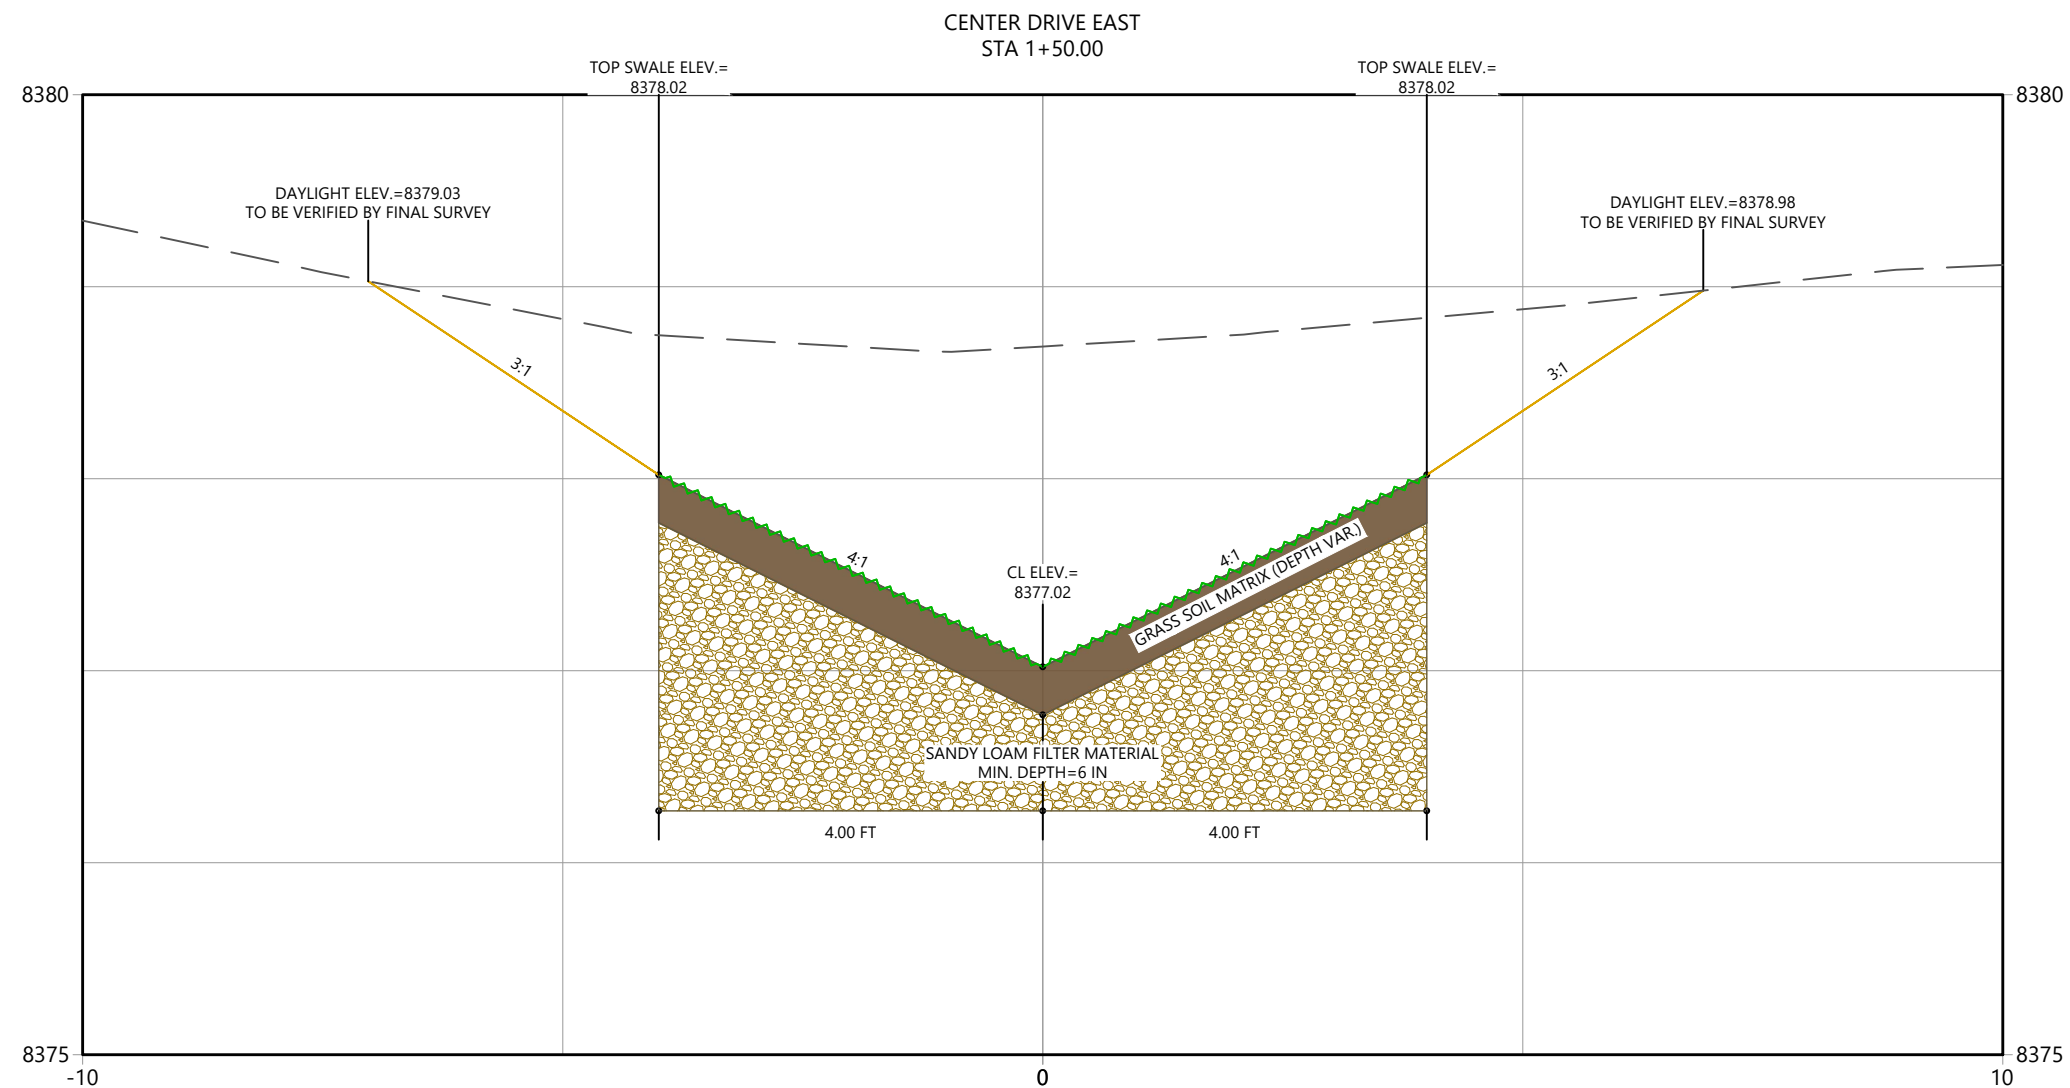 CENTER DRIVE EAST
STA 1+50.00
TOP SWALE ELEV.=
8378.02
TOP SWALE ELEV.=
8378.02
8380
8380
DAYLIGHT ELEV.=8379.03
TO BE VERIFIED BY FINAL SURVEY
DAYLIGHT ELEV.=8378.98
TO BE VERIFIED BY FINAL SURVEY
3:1
3:1
4:1
4:1
GRASS SOIL MATRIX (DEPTH VAR.)
CL ELEV.=
8377.02
SANDY LOAM FILTER MATERIAL
MIN. DEPTH=6 IN
4.00 FT
4.00 FT
8375
8375
-10
0
10